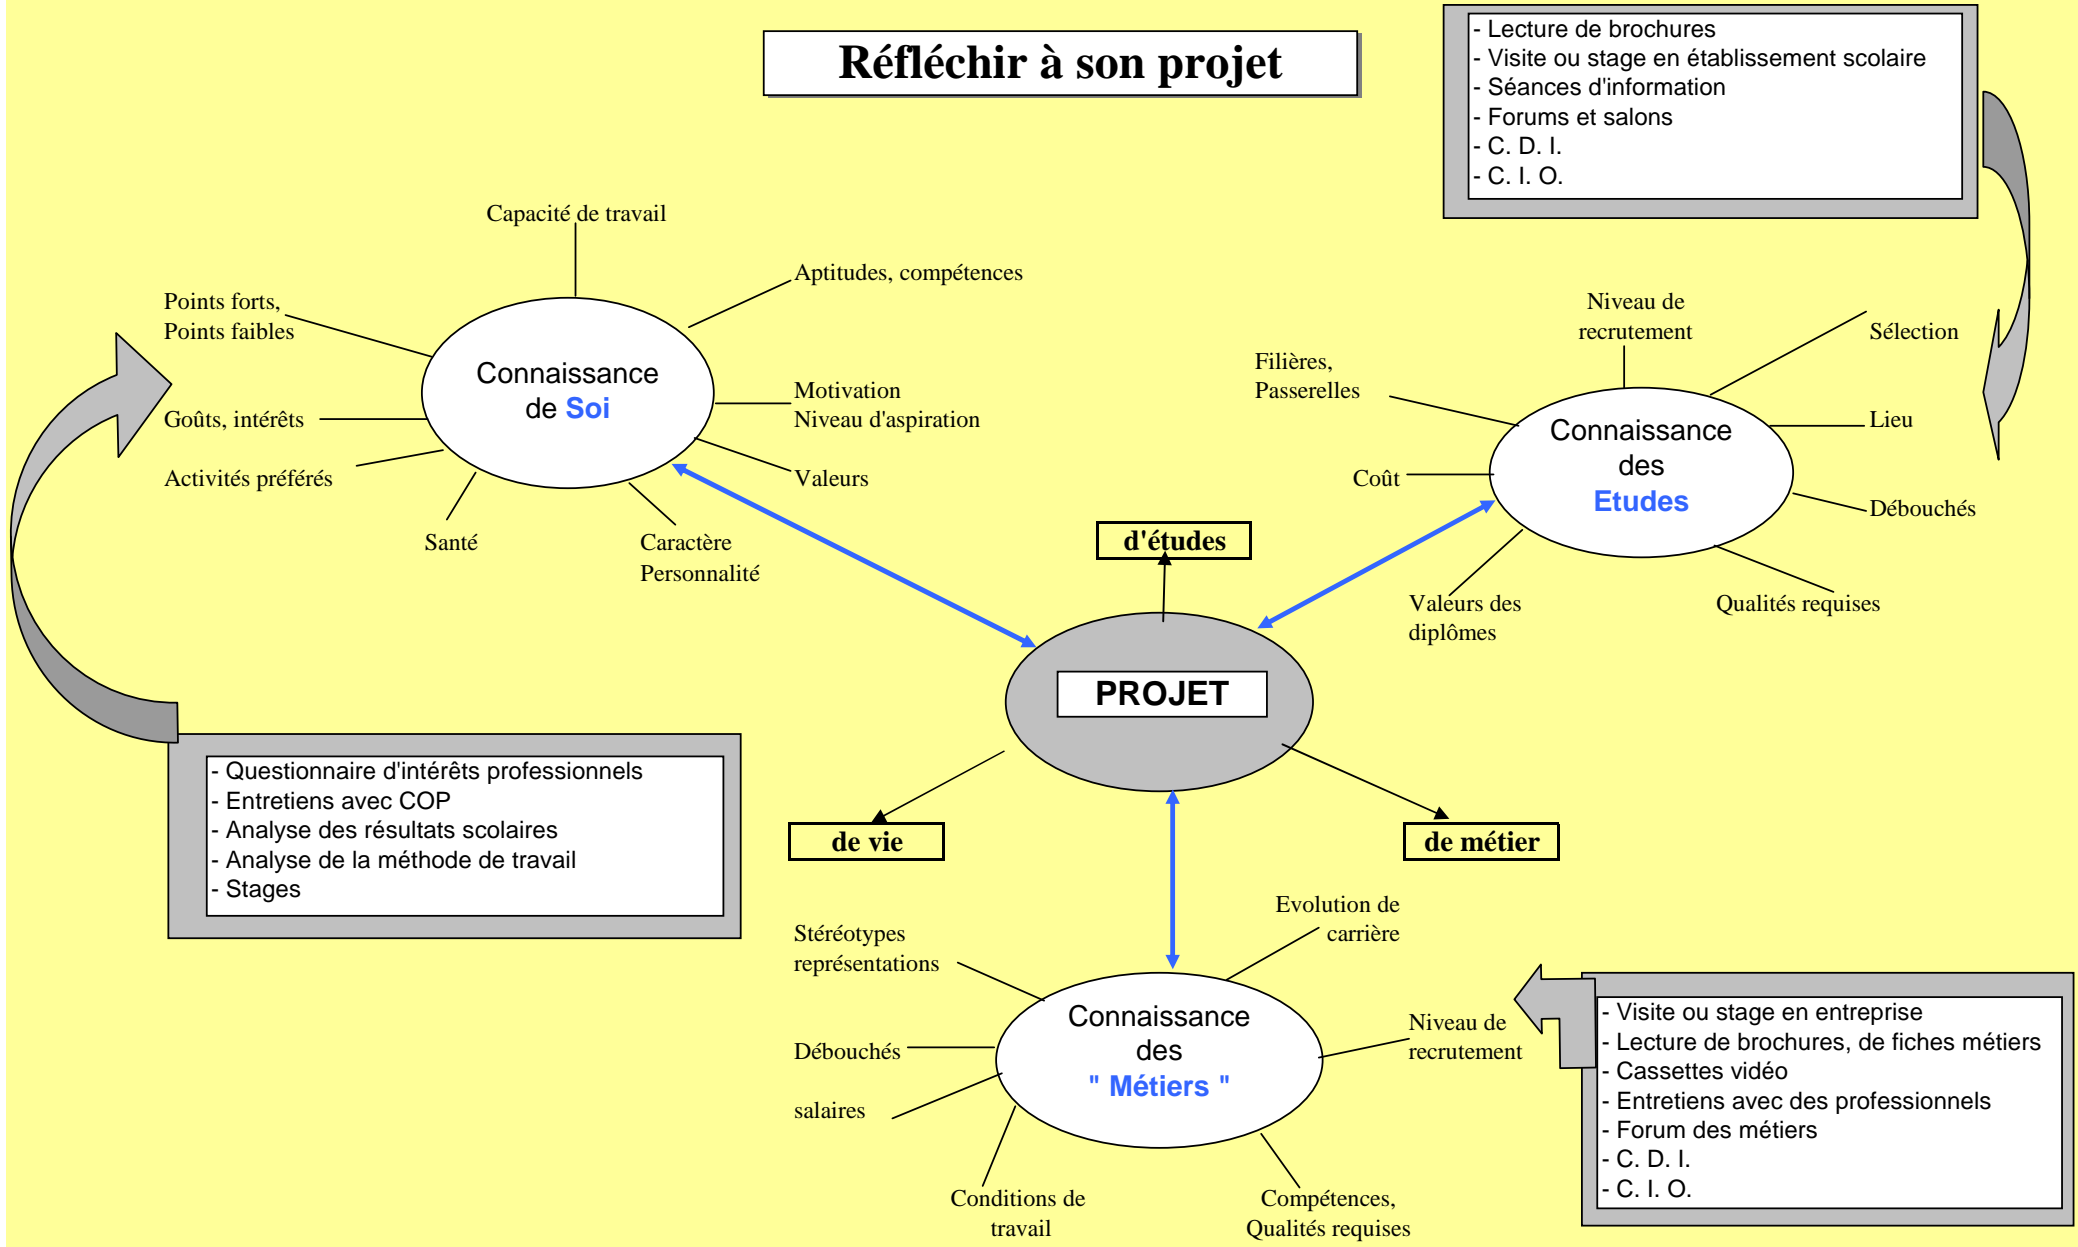 Réfléchir à son projet
- Lecture de brochures
- Visite ou stage en établissement scolaire
- Séances d'information
- Forums et salons
- C. D. I.
- C. I. O.
Capacité de travail
Aptitudes, compétences
Points forts,
Points faibles
Connaissance
de Soi
Motivation
Niveau d'aspiration
Goûts, intérêts
Activités préférés
Valeurs
Santé
Caractère
Personnalité
Niveau de
recrutement
Sélection
Filières,
Passerelles
Connaissance
des
Etudes
Lieu
Coût
Débouchés
Valeurs des
diplômes
Qualités requises
d'études
PROJET
de vie
de métier
- Questionnaire d'intérêts professionnels
- Entretiens avec COP
- Analyse des résultats scolaires
- Analyse de la méthode de travail
- Stages
Evolution de
carrière
Stéréotypes
représentations
Connaissance
des
" Métiers "
Niveau de
recrutement
Débouchés
salaires
Conditions de
travail
Compétences,
Qualités requises
- Visite ou stage en entreprise
- Lecture de brochures, de fiches métiers
- Cassettes vidéo
- Entretiens avec des professionnels
- Forum des métiers
- C. D. I.
- C. I. O.